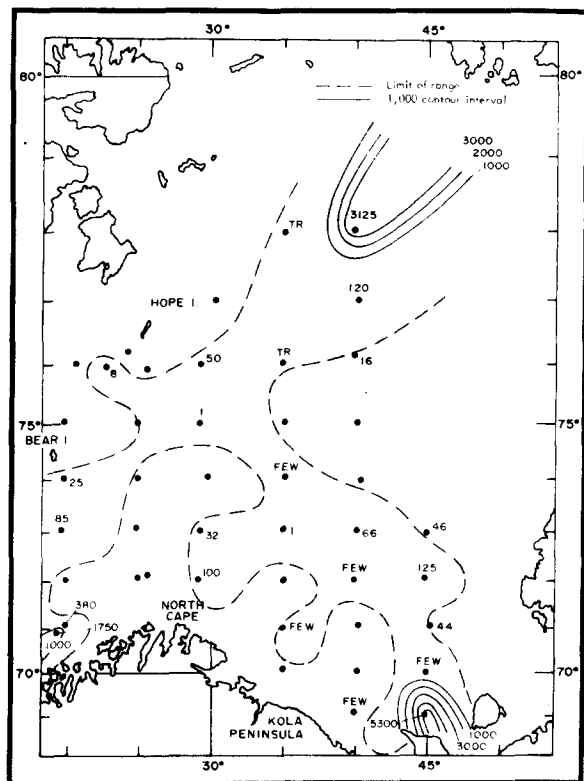 30° 45°
80° 80°
Limit of range
1,000 contour interval
3000
2000
1000
3125
TR
HOPE I.
120
50 TR 16
8
75° 75°
1
BEAR I.
FEW
25
85 32 1 66 46
100 FEW 125
380 NORTH CAPE FEW 44
1750
1000
70° FEW 70°
FEW
5300
KOLA PENINSULA
1000
3000
30° 45°